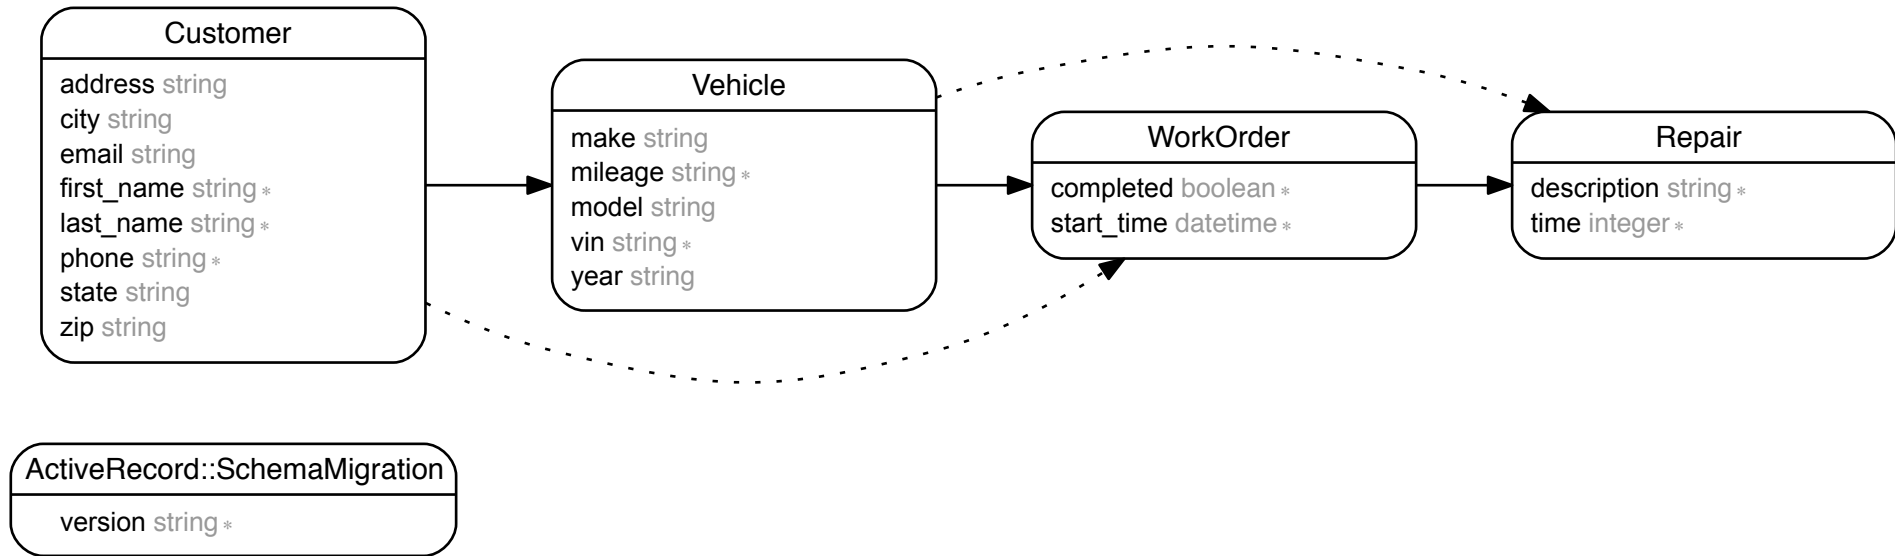 Customer
address string
city string
email string
first_name string *
last_name string *
phone string *
state string
zip string
Vehicle
make string
mileage string *
model string
vin string *
year string
WorkOrder
completed boolean *
start_time datetime *
Repair
description string *
time integer *
ActiveRecord::SchemaMigration
version string *